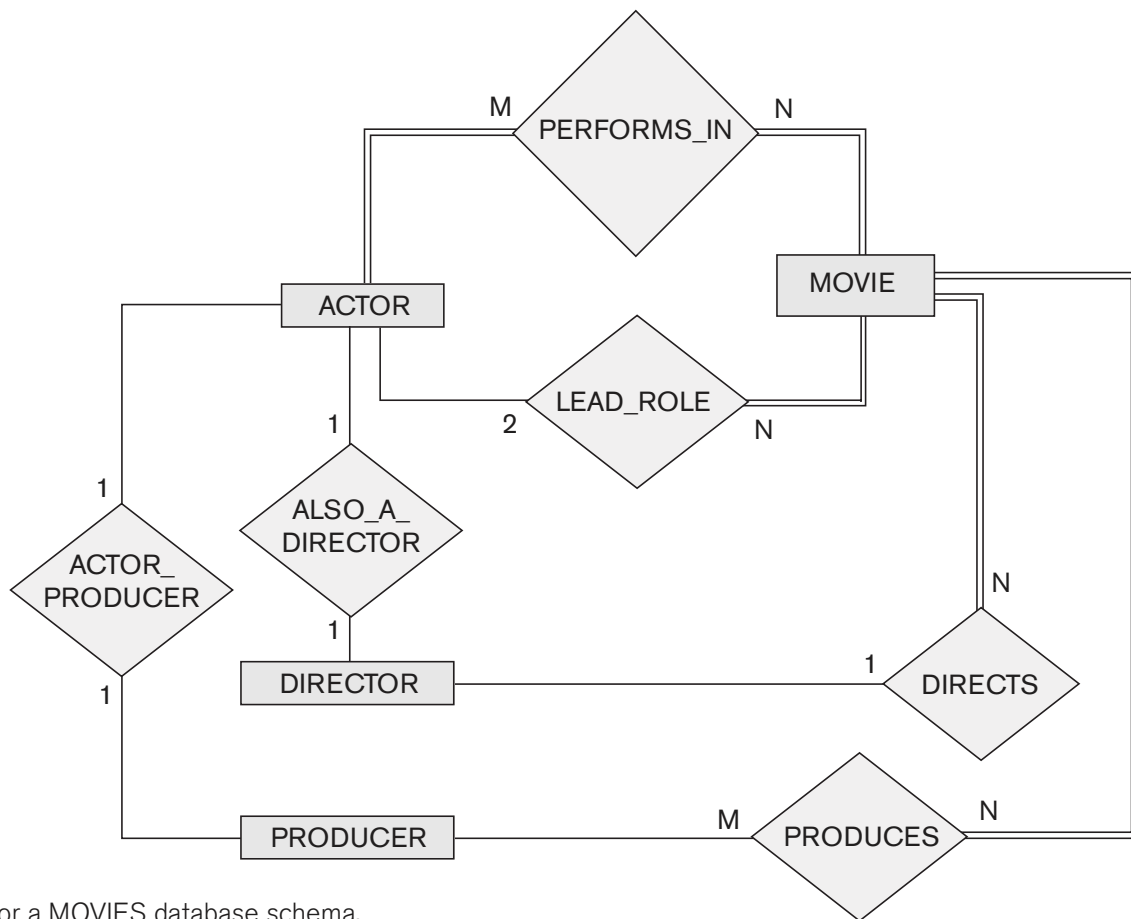 M
N
PERFORMS_IN
MOVIE
ACTOR
LEAD_ROLE
2
N
1
1
ALSO_A_
DIRECTOR
ACTOR_
PRODUCER
N
1
1
1
DIRECTOR
DIRECTS
M
N
PRODUCER
PRODUCES
or a MOVIES database schema.